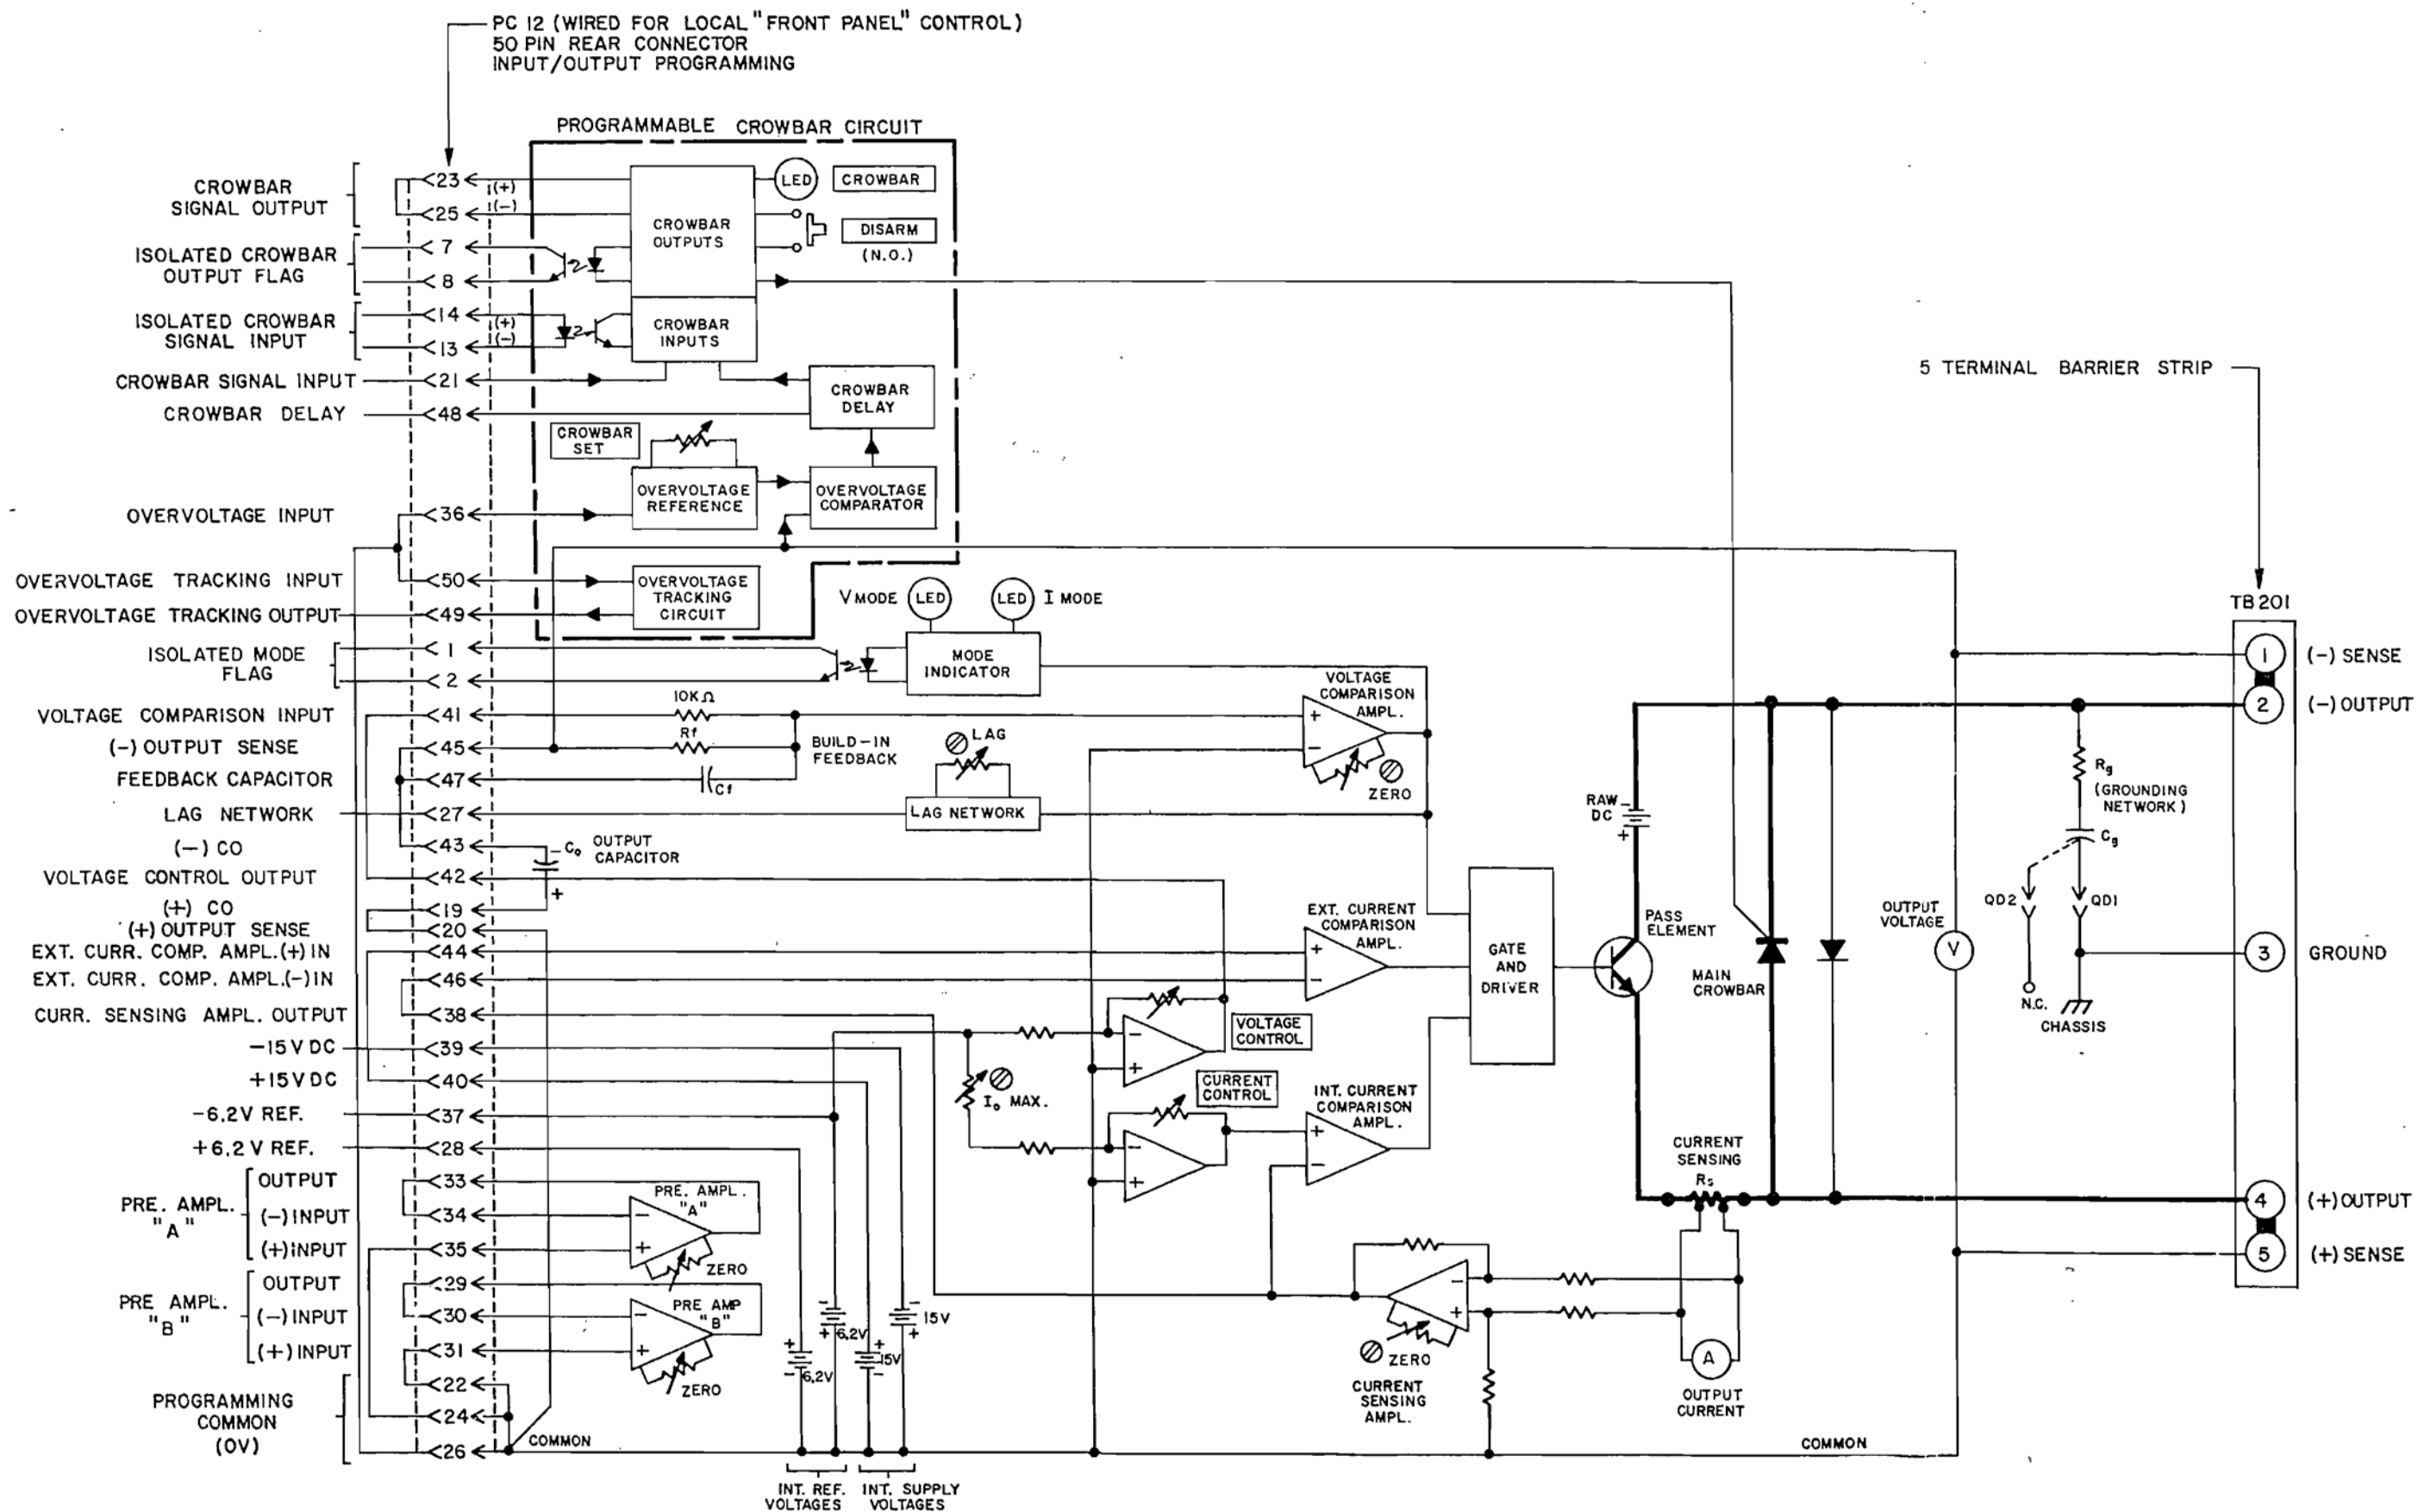 PC 12 (WIRED FOR LOCAL "FRONT PANEL" CONTROL)
50 PIN REAR CONNECTOR
INPUT/OUTPUT PROGRAMMING
PROGRAMMABLE CROWBAR CIRCUIT
CROWBAR
SIGNAL OUTPUT
23
(+)
25
(-)
LED
CROWBAR
CROWBAR
OUTPUTS
DISARM
(N.O.)
ISOLATED CROWBAR
OUTPUT FLAG
7
8
ISOLATED CROWBAR
SIGNAL INPUT
14
(+)
13
(-)
CROWBAR
INPUTS
CROWBAR SIGNAL INPUT
21
CROWBAR DELAY
48
CROWBAR
DELAY
CROWBAR
SET
OVERVOLTAGE
REFERENCE
OVERVOLTAGE
COMPARATOR
OVERVOLTAGE INPUT
36
OVERVOLTAGE TRACKING INPUT
50
OVERVOLTAGE TRACKING OUTPUT
49
OVERVOLTAGE
TRACKING
CIRCUIT
V MODE
LED
LED
I MODE
ISOLATED MODE
FLAG
1
2
MODE
INDICATOR
5 TERMINAL BARRIER STRIP
TB 201
1
(-) SENSE
2
(-) OUTPUT
VOLTAGE COMPARISON INPUT
41
10KΩ
VOLTAGE
COMPARISON
AMPL.
+
-
ZERO
(-) OUTPUT SENSE
45
Rf
BUILD-IN
FEEDBACK
FEEDBACK CAPACITOR
47
Cf
LAG
LAG NETWORK
27
LAG NETWORK
(-) CO
43
- Co
OUTPUT
CAPACITOR
+
VOLTAGE CONTROL OUTPUT
42
(+) CO
19
(+) OUTPUT SENSE
20
EXT. CURR. COMP. AMPL.(+) IN
44
EXT. CURR. COMP. AMPL.(-) IN
46
CURR. SENSING AMPL. OUTPUT
38
-15V DC
39
+15V DC
40
-6.2V REF.
37
+6.2V REF.
28
EXT. CURRENT
COMPARISON
AMPL.
+
-
VOLTAGE
CONTROL
-
+
Io MAX.
CURRENT
CONTROL
-
+
INT. CURRENT
COMPARISON
AMPL.
+
-
GATE
AND
DRIVER
RAW
DC
-
+
PASS
ELEMENT
MAIN
CROWBAR
OUTPUT
VOLTAGE
V
Rg
(GROUNDING
NETWORK)
Cg
QD2
QD1
N.C.
CHASSIS
3
GROUND
CURRENT
SENSING
Rs
4
(+) OUTPUT
5
(+) SENSE
PRE. AMPL.
"A"
OUTPUT
33
(-) INPUT
34
(+) INPUT
35
PRE. AMPL.
"A"
-
+
ZERO
PRE AMPL.
"B"
OUTPUT
29
(-) INPUT
30
(+) INPUT
31
PRE AMP
"B"
-
+
ZERO
PROGRAMMING
COMMON
(0V)
22
24
26
COMMON
+
-
6.2V
-
+
6.2V
+
-
15V
-
+
15V
INT. REF.
VOLTAGES
INT. SUPPLY
VOLTAGES
-
+
ZERO
CURRENT
SENSING
AMPL.
A
OUTPUT
CURRENT
COMMON